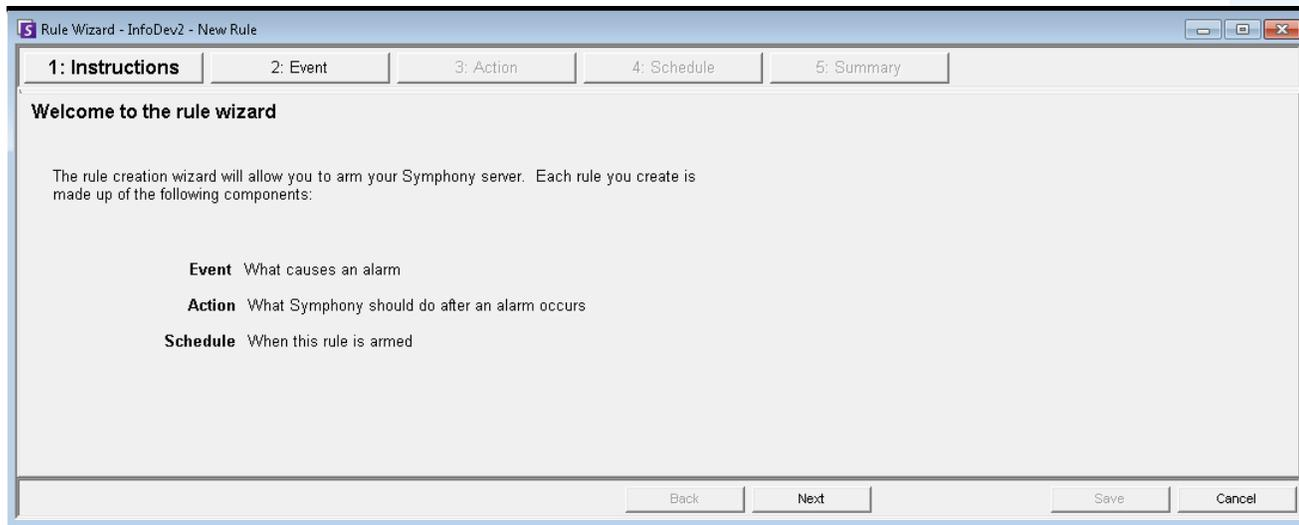 Rule Wizard - InfoDev2 - New Rule
1: Instructions 2: Event 3: Action 4: Schedule 5: Summary
Welcome to the rule wizard
The rule creation wizard will allow you to arm your Symphony server. Each rule you create is
made up of the following components:
Event What causes an alarm
Action What Symphony should do after an alarm occurs
Schedule When this rule is armed
Back Next Save Cancel